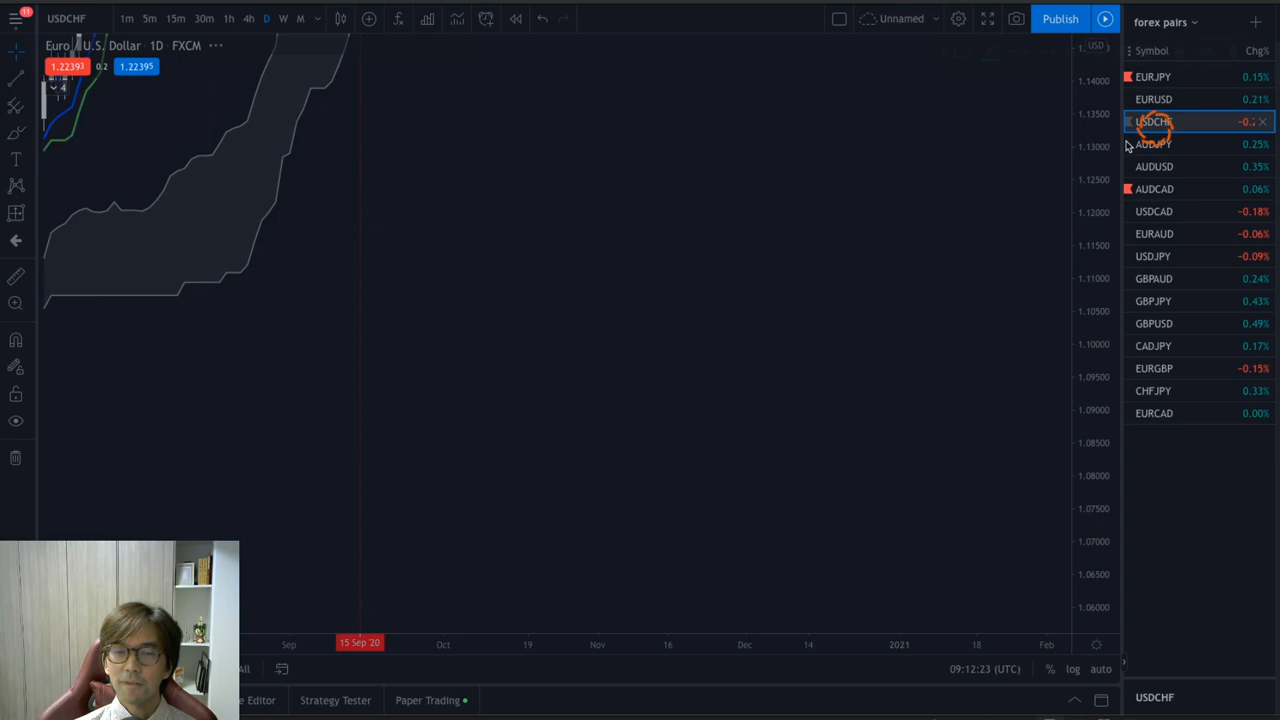 11
USDCHF
1m 5m 15m 30m 1h 4h D W M
Unnamed
Publish
forex pairs
Euro / U.S. Dollar · 1D · FXCM ···
USD
Symbol Chg%
1.22393 0.2 1.22395
4
EURJPY 0.15%
EURUSD 0.21%
USDCHF
AUDJPY 0.25%
AUDUSD 0.35%
AUDCAD 0.06%
USDCAD −0.18%
EURAUD −0.06%
USDJPY −0.09%
GBPAUD 0.24%
GBPJPY 0.43%
GBPUSD 0.49%
CADJPY 0.17%
EURGBP −0.15%
CHFJPY 0.33%
EURCAD 0.00%
1.14000
1.13500
1.13000
1.12500
1.12000
1.11500
1.11000
1.10500
1.10000
1.09500
1.09000
1.08500
1.08000
1.07500
1.07000
1.06500
1.06000
Sep 15 Sep '20 Oct 19 Nov 16 Dec 14 2021 18 Feb
All 09:12:23 (UTC) % log auto
Editor Strategy Tester Paper Trading
USDCHF